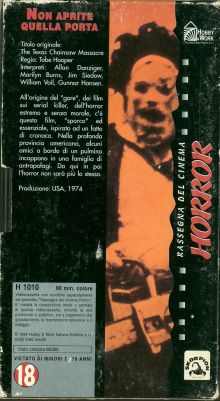 NON APRITE
QUELLA PORTA
Titolo originale:
The Texas Chainsaw Massacre
Regia: Tobe Hooper
Interpreti: Allan Danziger,
Marilyn Burns, Jim Siedow,
William Vail, Gunnar Hansen.
All'origine del "gore", dei film
sui serial killer, dell'horror
estremo e senza morale, c'è
questo film, "sporco" ed
essenziale, ispirato ad un fatto
di cronaca. Nella profonda
provincia americana, alcuni
amici a bordo di un pulmino
incappano in una famiglia di
antropofagi. Da qui in poi
l'horror non sarà più lo stesso.
Produzione: USA, 1974
H 1010 90 min. colore
VIETATO AI MINORI DI 18 ANNI
18
HOBBY
WORK
RASSEGNA DEL CINEMA
HORROR
SKORPION